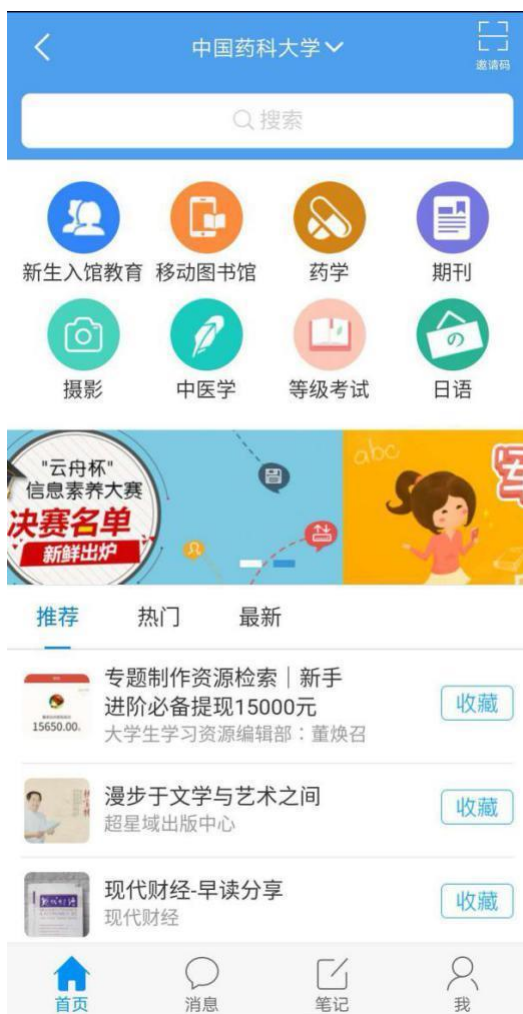 中国药科大学
邀请码
搜索
新生入馆教育 移动图书馆 药学 期刊
摄影 中医学 等级考试 日语
"云舟杯"
信息素养大赛
决赛名单
新鲜出炉
abc
推荐 热门 最新
专题制作资源检索｜新手
进阶必备提现15000元
大学生学习资源编辑部：董焕召
收藏
15650.00
漫步于文学与艺术之间
超星域出版中心
收藏
现代财经-早读分享
现代财经
收藏
现代财经
首页 消息 笔记 我